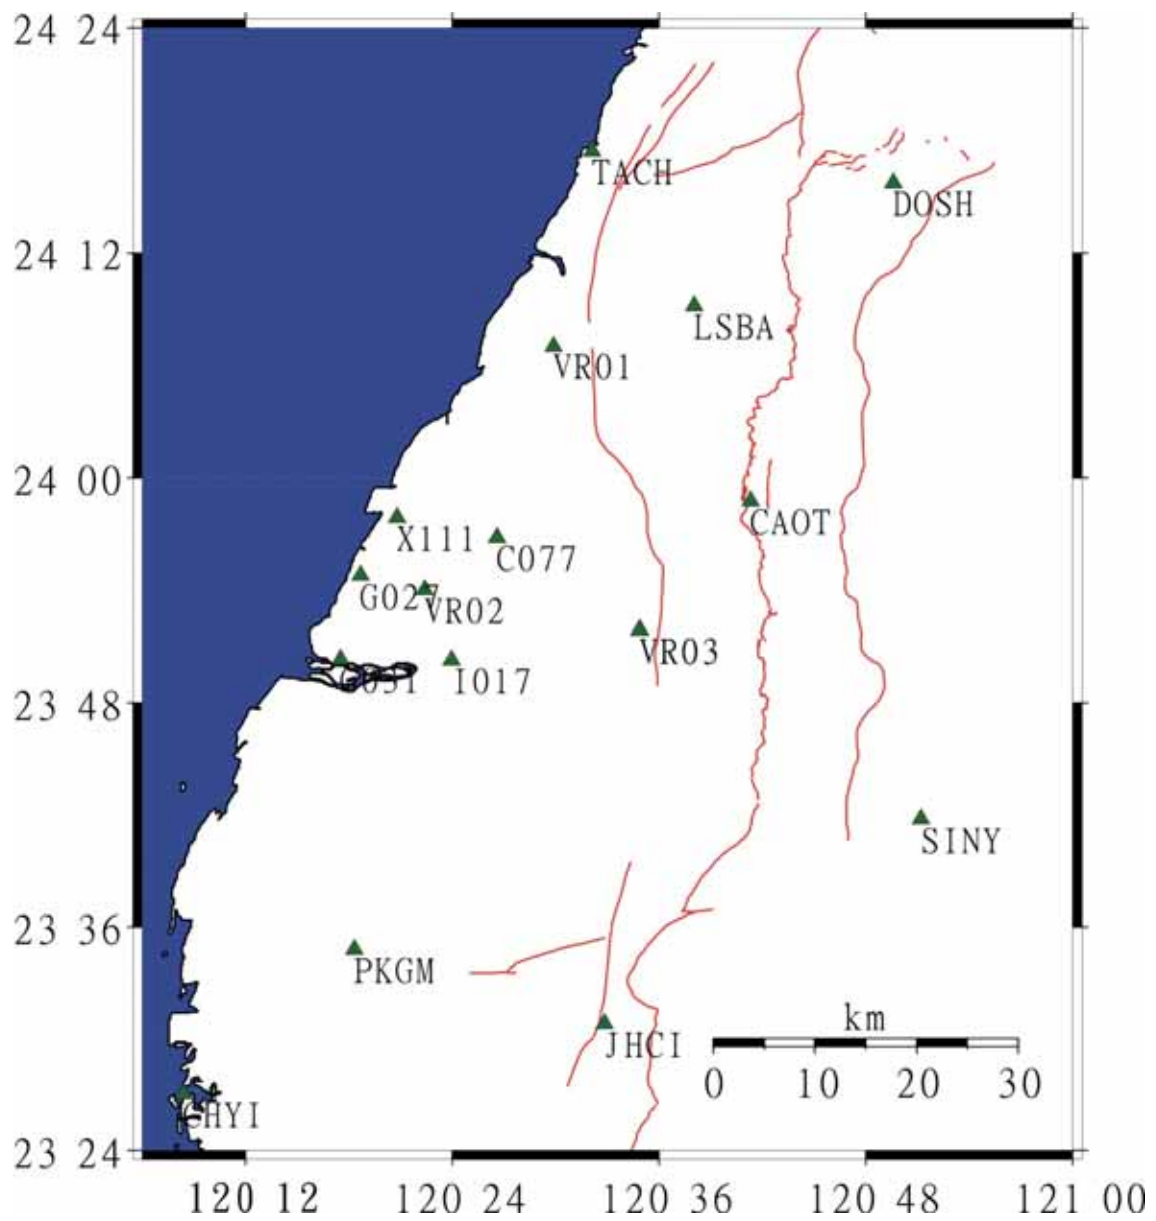 24 24
TACH
DOSH
24 12
LSBA
VR01
24 00
X111
C077
CAOT
G027
VR02
VR03
I017
23 48
SINY
23 36
PKGM
JHCI
km
0 10 20 30
CHYI
23 24
120 12 120 24 120 36 120 48 121 00